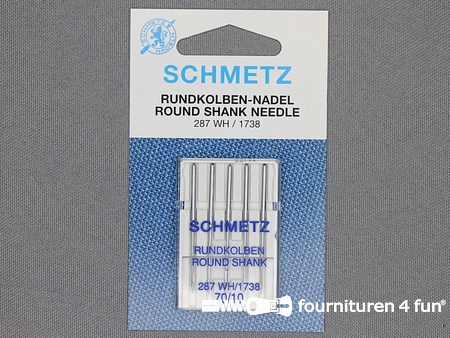 SCHMETZ
RUNDKOLBEN-NADEL
ROUND SHANK NEEDLE
287 WH / 1738
SCHMETZ
RUNDKOLBEN
ROUND SHANK
287 WH/1738
70/10
fournituren 4 fun®